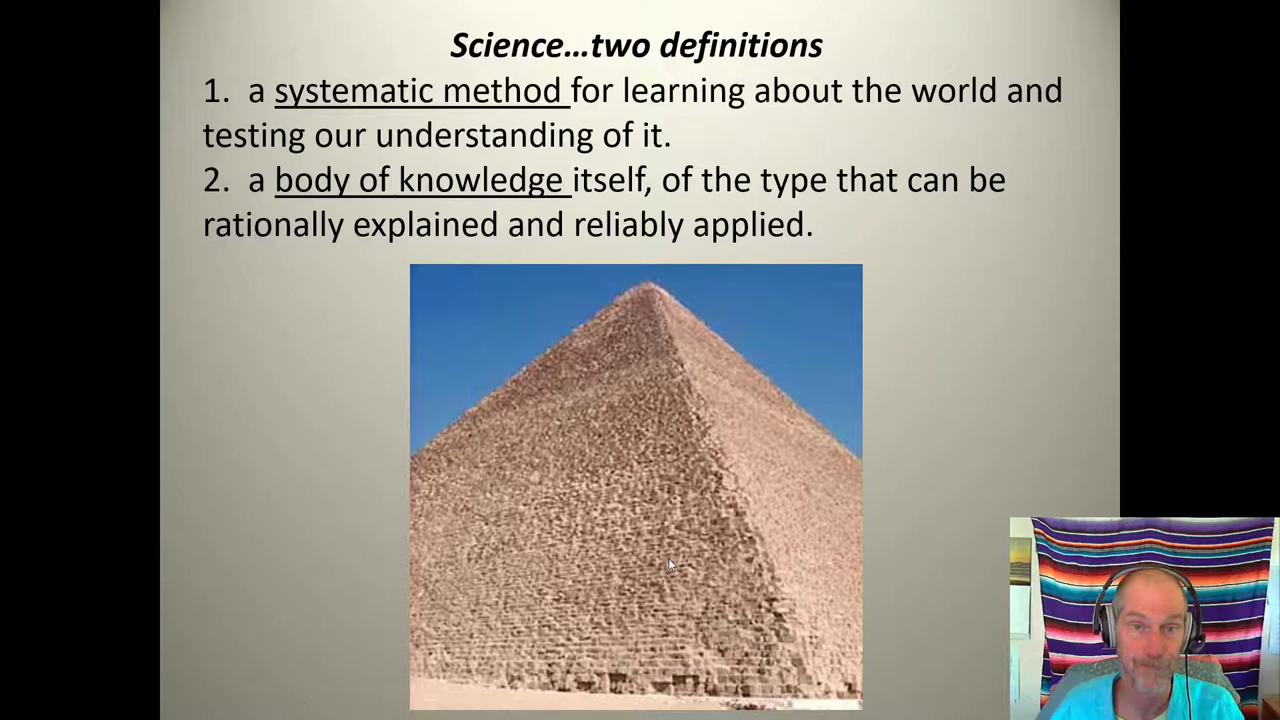 Science…two definitions
1. a systematic method for learning about the world and
testing our understanding of it.
2. a body of knowledge itself, of the type that can be
rationally explained and reliably applied.